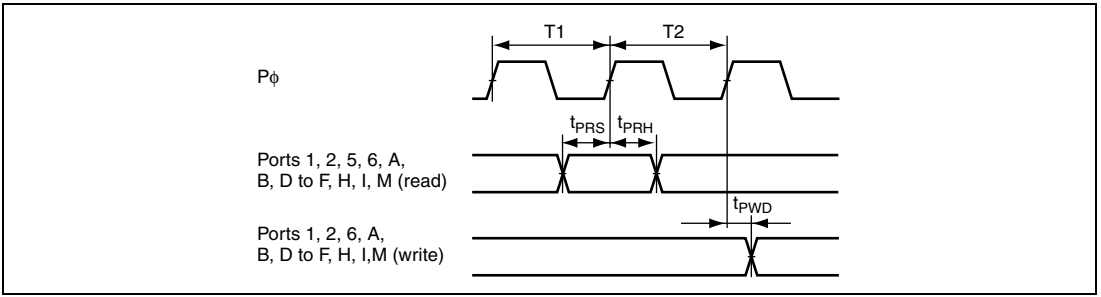 T1 T2
Pϕ
tPRS tPRH
Ports 1, 2, 5, 6, A,
B, D to F, H, I, M (read)
tPWD
Ports 1, 2, 6, A,
B, D to F, H, I,M (write)